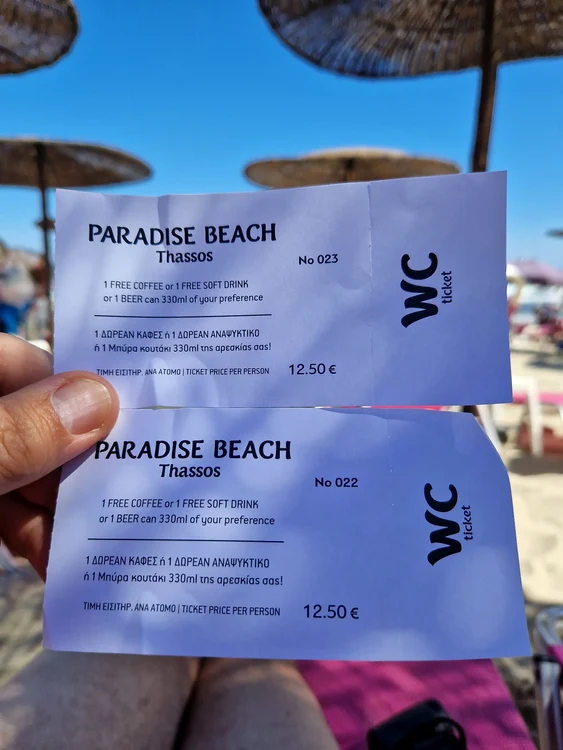 PARADISE BEACH
Thassos
No 023
1 FREE COFFEE or 1 FREE SOFT DRINK
or 1 BEER can 330ml of your preference
1 ΔΩΡΕΑΝ ΚΑΦΕΣ ή 1 ΔΩΡΕΑΝ ΑΝΑΨΥΚΤΙΚΟ
ή 1 Μπύρα κουτάκι 330ml της αρεσκίας σας!
ΤΙΜΗ ΕΙΣΙΤΗΡ. ΑΝΑ ΑΤΟΜΟ | TICKET PRICE PER PERSON 12.50 €
WC
ticket
PARADISE BEACH
Thassos
No 022
1 FREE COFFEE or 1 FREE SOFT DRINK
or 1 BEER can 330ml of your preference
1 ΔΩΡΕΑΝ ΚΑΦΕΣ ή 1 ΔΩΡΕΑΝ ΑΝΑΨΥΚΤΙΚΟ
ή 1 Μπύρα κουτάκι 330ml της αρεσκίας σας!
ΤΙΜΗ ΕΙΣΙΤΗΡ. ΑΝΑ ΑΤΟΜΟ | TICKET PRICE PER PERSON 12.50 €
WC
ticket